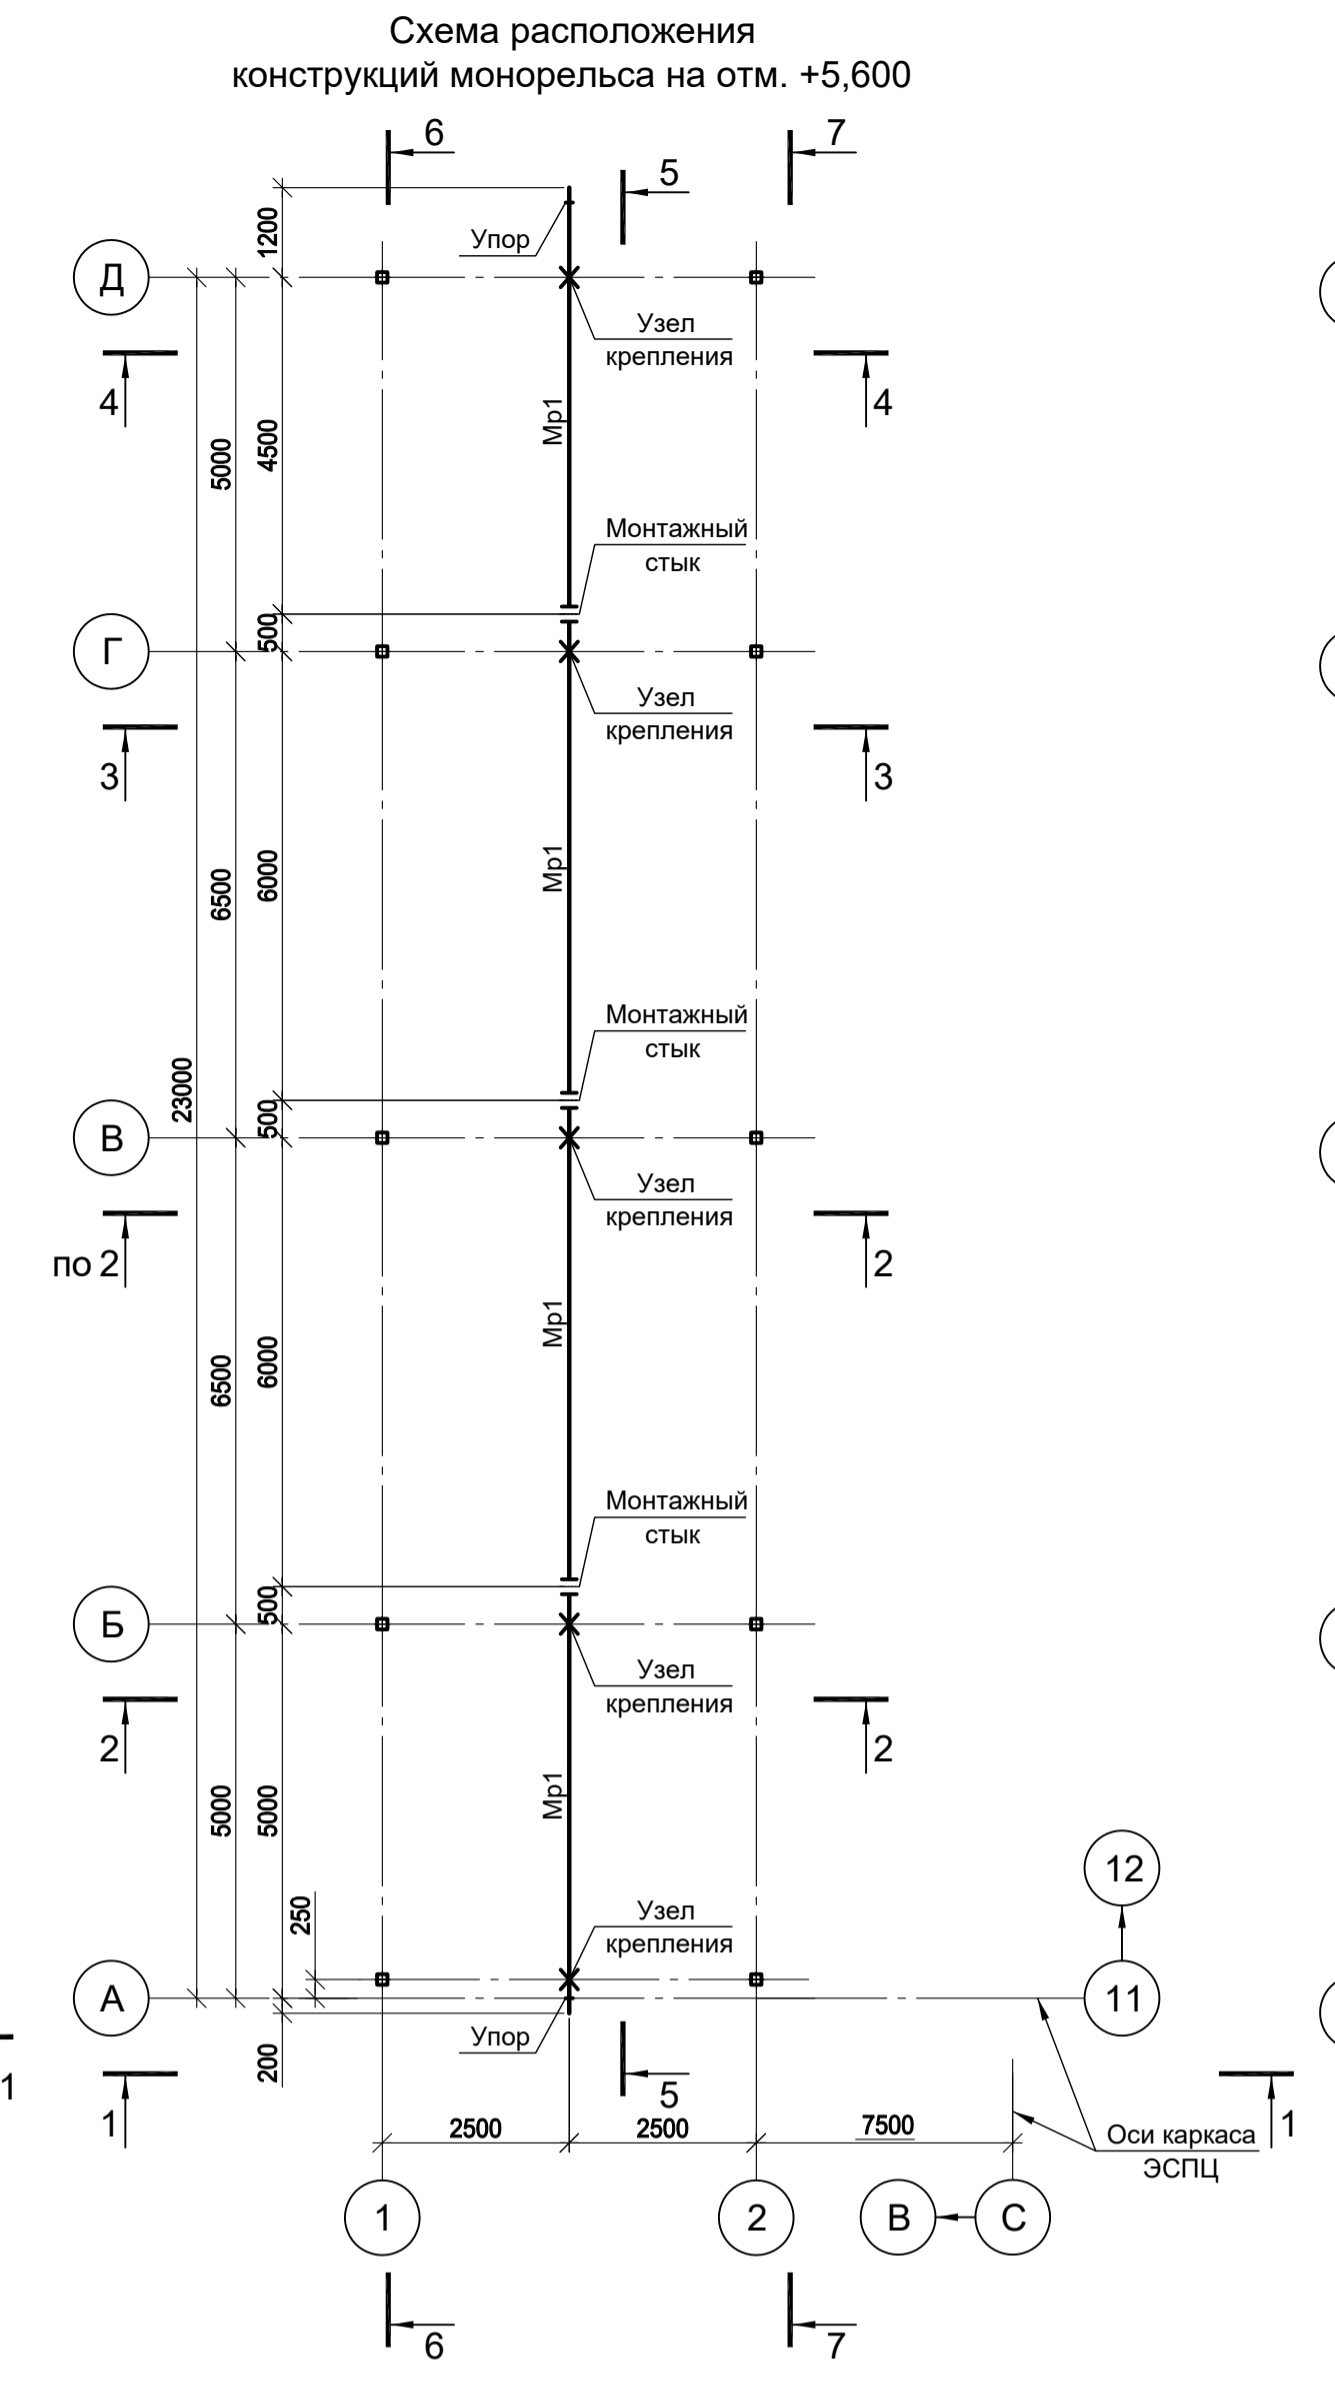 Схема расположения
конструкций монорельса на отм. +5,600
6
7
5
1200
Упор
Д
Узел
крепления
4
4
Мр1
4500
5000
Монтажный
стык
500
Г
Узел
крепления
3
3
Мр1
6000
6500
Монтажный
стык
23000
500
В
Узел
крепления
по 2
2
Мр1
6000
6500
Монтажный
стык
500
Б
Узел
крепления
2
2
Мр1
5000
5000
12
250
Узел
крепления
А
11
Упор
200
1
1
5
1
2500
2500
7500
Оси каркаса
ЭСПЦ
1
2
В
С
6
7